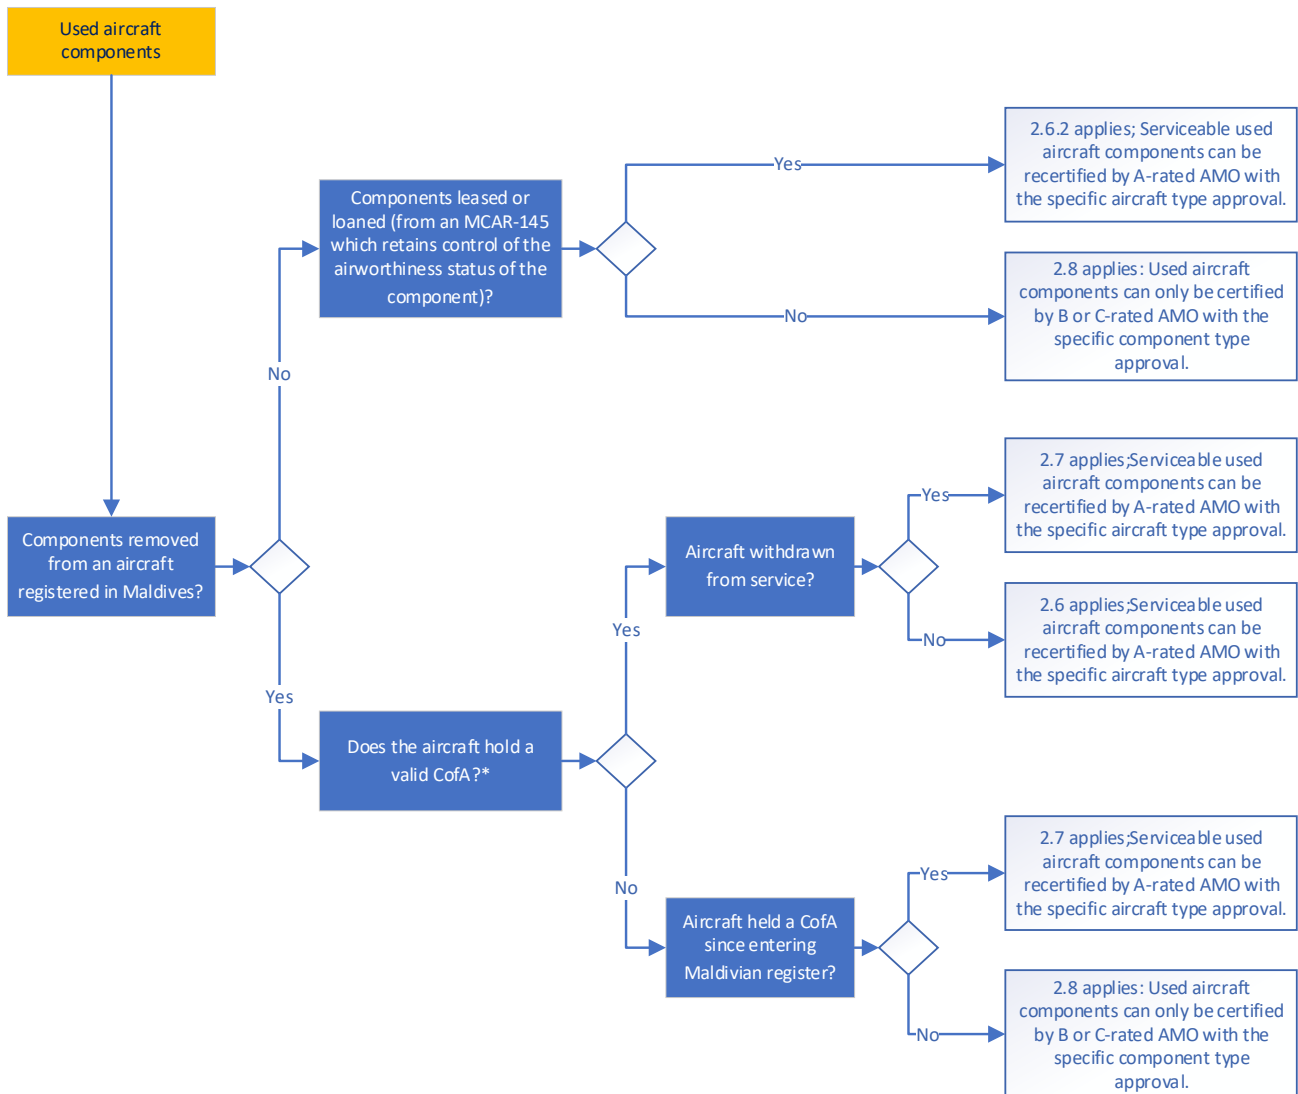 Used aircraft
components
Components removed
from an aircraft
registered in Maldives?
No
Yes
Components leased or
loaned (from an MCAR-145
which retains control of the
airworthiness status of the
component)?
Yes
No
2.6.2 applies; Serviceable used
aircraft components can be
recertified by A-rated AMO with
the specific aircraft type approval.
2.8 applies: Used aircraft
components can only be certified
by B or C-rated AMO with the
specific component type
approval.
Does the aircraft hold a
valid CofA?*
Yes
No
Aircraft withdrawn
from service?
Yes
No
2.7 applies;Serviceable used
aircraft components can be
recertified by A-rated AMO with
the specific aircraft type approval.
2.6 applies;Serviceable used
aircraft components can be
recertified by A-rated AMO with
the specific aircraft type approval.
Aircraft held a CofA
since entering
Maldivian register?
Yes
No
2.7 applies;Serviceable used
aircraft components can be
recertified by A-rated AMO with
the specific aircraft type approval.
2.8 applies: Used aircraft
components can only be certified
by B or C-rated AMO with the
specific component type
approval.